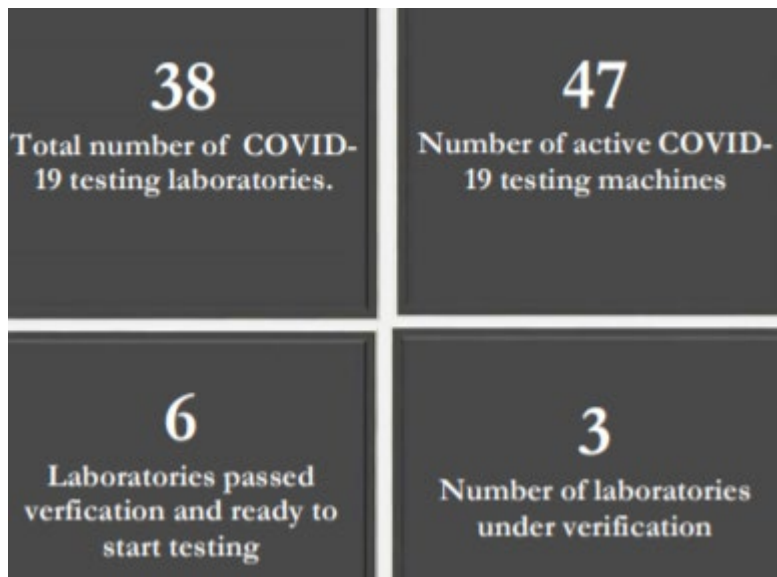 38
Total number of COVID-
19 testing laboratories.
47
Number of active COVID-
19 testing machines
6
Laboratories passed
verfication and ready to
start testing
3
Number of laboratories
under verification